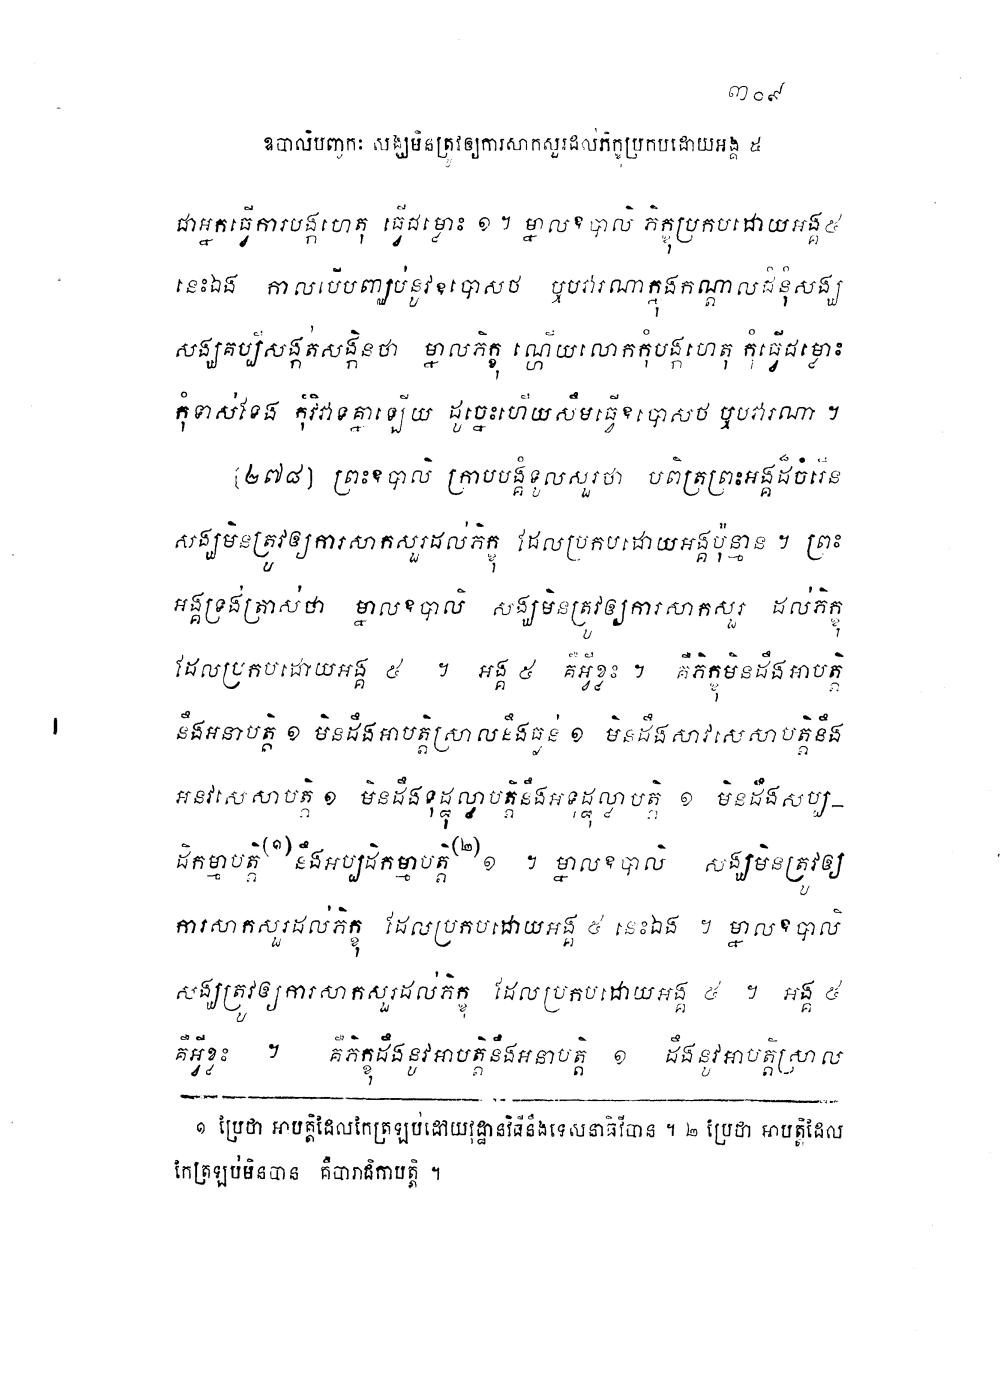 ៣០៩
ឧបាលិបញ្ចកៈ សង្ឃមិនត្រូវឲ្យការសាកសួរដល់ភិក្ខុប្រកបដោយអង្គ ៥
ជាអ្នកធ្វើការបង្កហេតុ ធ្វើជម្លោះ ១ ។ ម្នាលឧបាលិ ភិក្ខុប្រកបដោយអង្គ៥
នេះឯង កាលបើបញ្ឈប់នូវឧបោសថ ឬបវារណាក្នុងកណ្តាលជំនុំសង្ឃ
សង្ឃគប្បីសង្កត់សង្កិនថា ម្នាលភិក្ខុ ណ្ហើយលោកកុំបង្កហេតុ កុំធ្វើជម្លោះ
កុំទាស់ទែង កុំវិវាទគ្នាឡើយ ដូច្នេះហើយសឹមធ្វើឧបោសថ ឬបវារណា ។
[២៧៨] ព្រះឧបាលិ ក្រាបបង្គំទូលសួរថា បពិត្រព្រះអង្គដ៏ចំរើន
សង្ឃមិនត្រូវឲ្យការសាកសួរដល់ភិក្ខុ ដែលប្រកបដោយអង្គប៉ុន្មាន ។ ព្រះ
អង្គទ្រង់ត្រាស់ថា ម្នាលឧបាលិ សង្ឃមិនត្រូវឲ្យការសាកសួរ ដល់ភិក្ខុ
ដែលប្រកបដោយអង្គ ៥ ។ អង្គ ៥ គឺអ្វីខ្លះ ។ គឺភិក្ខុមិនដឹងអាបត្តិ
នឹងអនាបត្តិ ១ មិនដឹងអាបត្តិស្រាលនឹងធ្ងន់ ១ មិនដឹងសាវសេសាបត្តិនឹង
អនវសេសាបត្តិ ១ មិនដឹងទុដ្ឋុល្លាបត្តិនឹងអទុដ្ឋុល្លាបត្តិ ១ មិនដឹងសប្ប-
ដិកម្មាបត្តិ(១)នឹងអប្បដិកម្មាបត្តិ(២)១ ។ ម្នាលឧបាលិ សង្ឃមិនត្រូវឲ្យ
ការសាកសួរដល់ភិក្ខុ ដែលប្រកបដោយអង្គ ៥ នេះឯង ។ ម្នាលឧបាលិ
សង្ឃត្រូវឲ្យការសាកសួរដល់ភិក្ខុ ដែលប្រកបដោយអង្គ ៥ ។ អង្គ ៥
គឺអ្វីខ្លះ ។ គឺភិក្ខុដឹងនូវអាបត្តិនឹងអនាបត្តិ ១ ដឹងនូវអាបត្តិស្រាល
១ ប្រែថា អាបត្តិដែលកែត្រឡប់ដោយវុដ្ឋានវិធីនឹងទេសនាធិវីបាន ។ ២ ប្រែថា អាបត្តិដែល
កែត្រឡប់មិនបាន គឺបារាជិកាបត្តិ ។